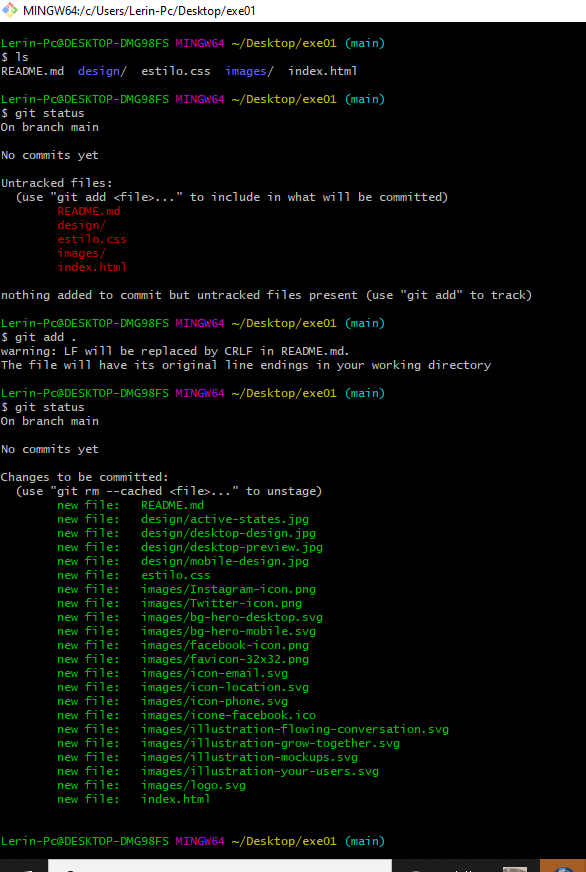 MINGW64:/c/Users/Lerin-Pc/Desktop/exe01
Lerin-Pc@DESKTOP-DMG98FS MINGW64 ~/Desktop/exe01 (main)
$ ls
README.md  design/  estilo.css  images/  index.html
Lerin-Pc@DESKTOP-DMG98FS MINGW64 ~/Desktop/exe01 (main)
$ git status
On branch main
No commits yet
Untracked files:
  (use "git add <file>..." to include in what will be committed)
        README.md
        design/
        estilo.css
        images/
        index.html
nothing added to commit but untracked files present (use "git add" to track)
Lerin-Pc@DESKTOP-DMG98FS MINGW64 ~/Desktop/exe01 (main)
$ git add .
warning: LF will be replaced by CRLF in README.md.
The file will have its original line endings in your working directory
Lerin-Pc@DESKTOP-DMG98FS MINGW64 ~/Desktop/exe01 (main)
$ git status
On branch main
No commits yet
Changes to be committed:
  (use "git rm --cached <file>..." to unstage)
        new file:   README.md
        new file:   design/active-states.jpg
        new file:   design/desktop-design.jpg
        new file:   design/desktop-preview.jpg
        new file:   design/mobile-design.jpg
        new file:   estilo.css
        new file:   images/Instagram-icon.png
        new file:   images/Twitter-icon.png
        new file:   images/bg-hero-desktop.svg
        new file:   images/bg-hero-mobile.svg
        new file:   images/facebook-icon.png
        new file:   images/favicon-32x32.png
        new file:   images/icon-email.svg
        new file:   images/icon-location.svg
        new file:   images/icon-phone.svg
        new file:   images/icone-facebook.ico
        new file:   images/illustration-flowing-conversation.svg
        new file:   images/illustration-grow-together.svg
        new file:   images/illustration-mockups.svg
        new file:   images/illustration-your-users.svg
        new file:   images/logo.svg
        new file:   index.html
Lerin-Pc@DESKTOP-DMG98FS MINGW64 ~/Desktop/exe01 (main)